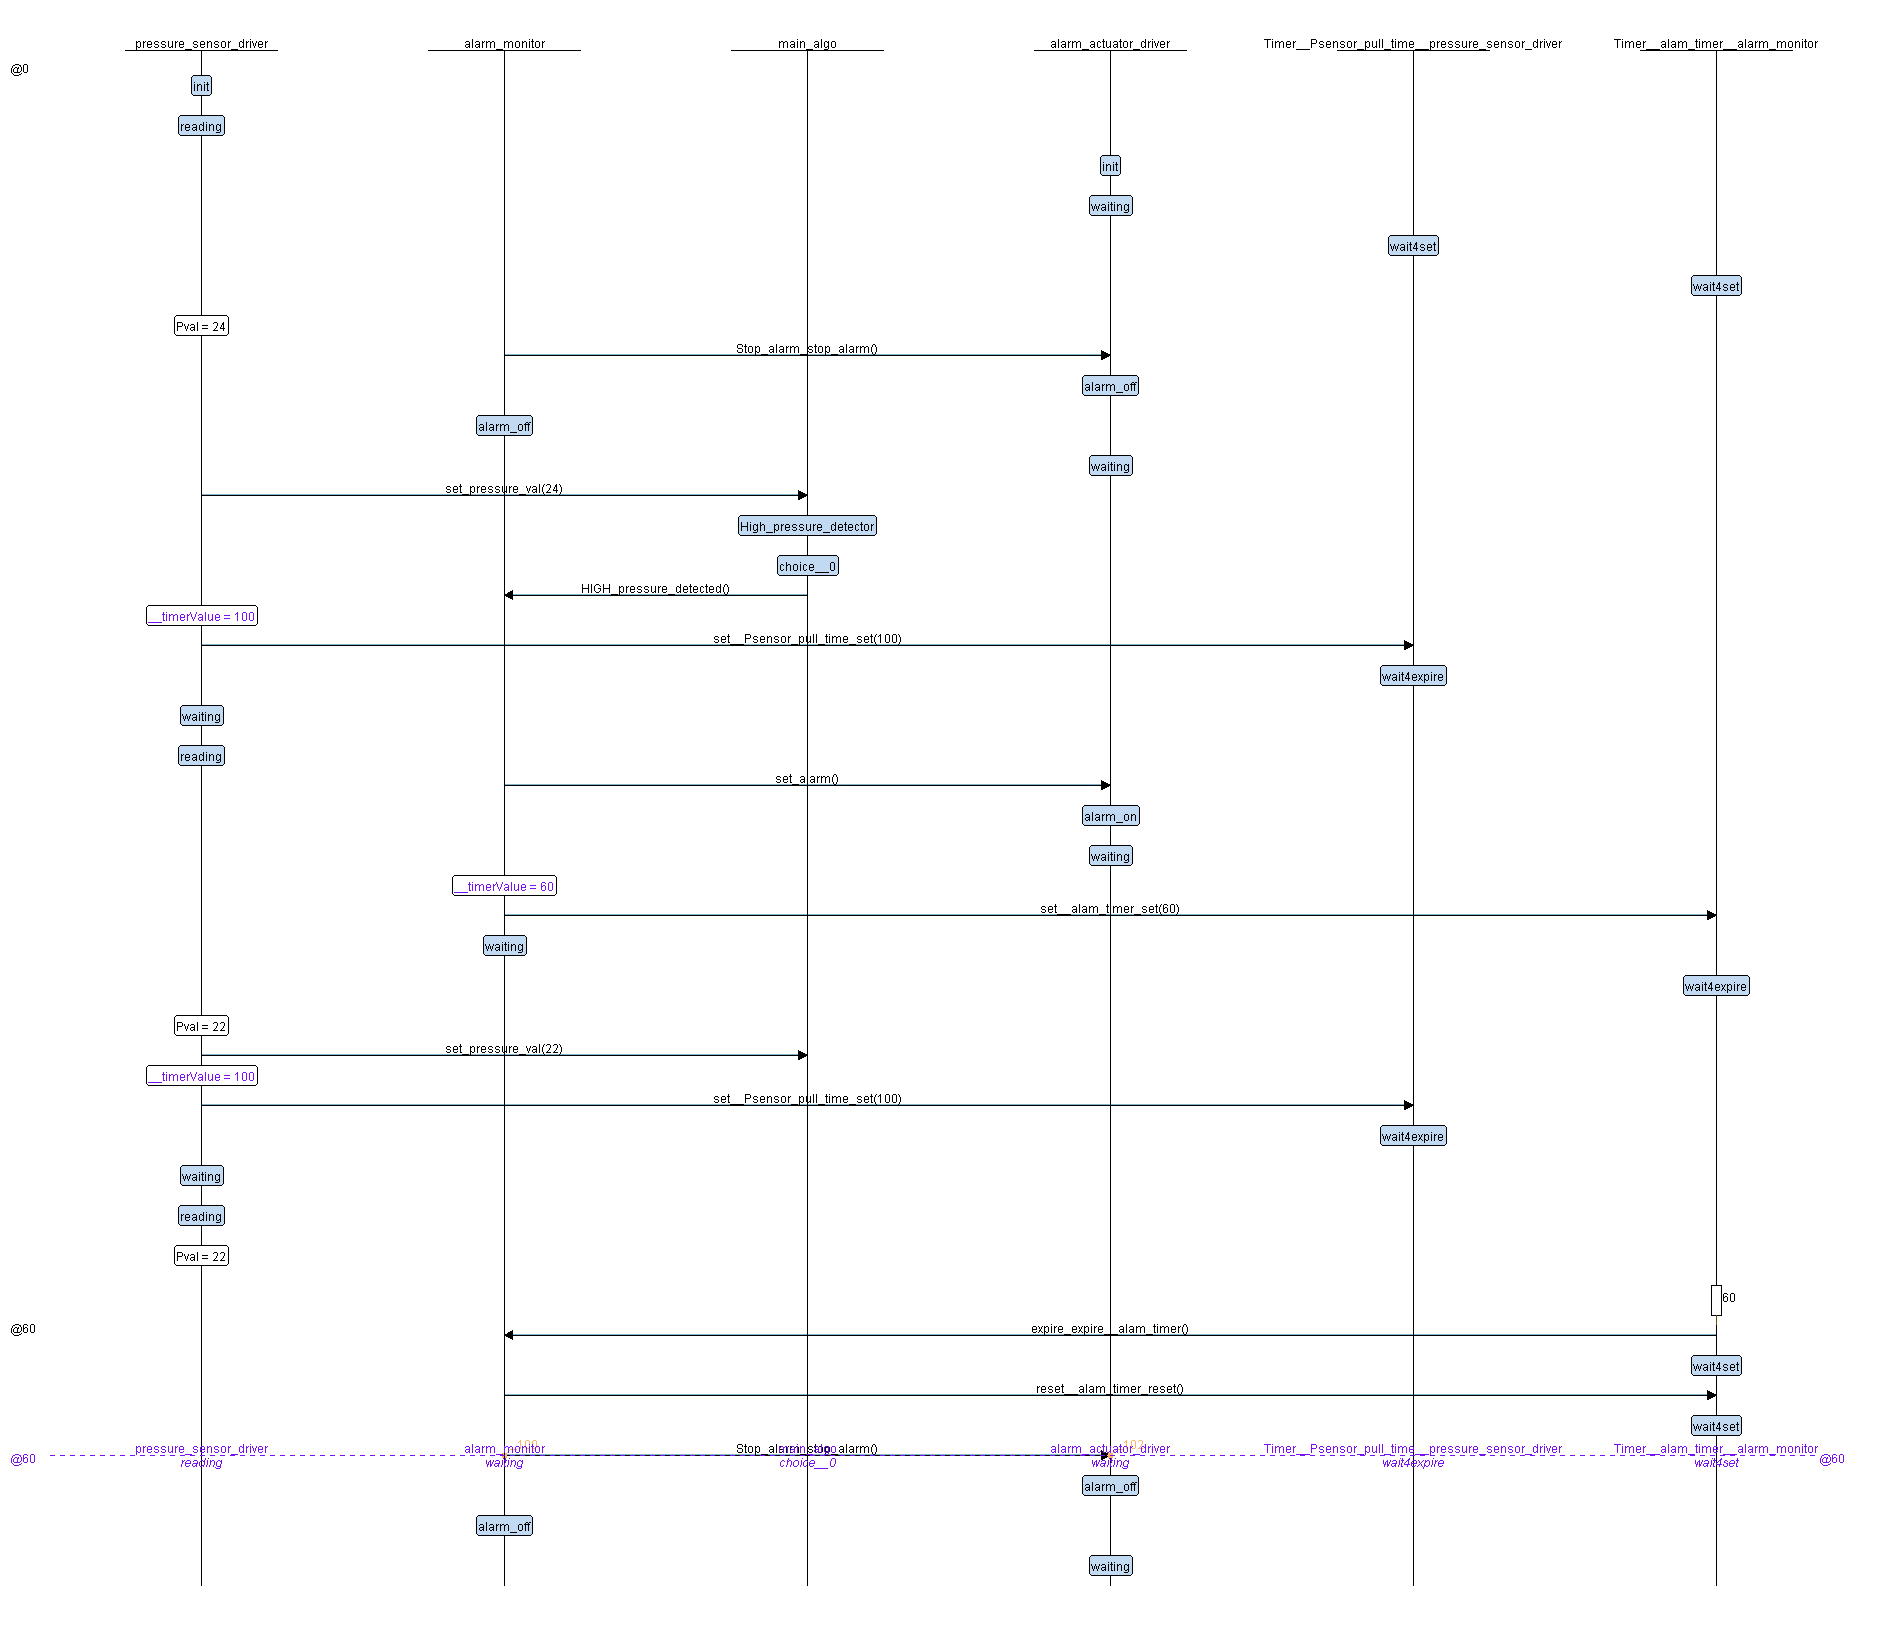 pressure_sensor_driver
alarm_monitor
main_algo
alarm_actuator_driver
Timer__Psensor_pull_time__pressure_sensor_driver
Timer__alam_timer__alarm_monitor
@0
init
reading
init
waiting
wait4set
wait4set
Pval = 24
Stop_alarm_stop_alarm()
alarm_off
alarm_off
waiting
set_pressure_val(24)
High_pressure_detector
choice__0
HIGH_pressure_detected()
__timerValue = 100
set__Psensor_pull_time_set(100)
wait4expire
waiting
reading
set_alarm()
alarm_on
waiting
__timerValue = 60
set__alam_timer_set(60)
waiting
wait4expire
Pval = 22
set_pressure_val(22)
__timerValue = 100
set__Psensor_pull_time_set(100)
wait4expire
waiting
reading
Pval = 22
60
@60
expire_expire__alam_timer()
wait4set
reset__alam_timer_reset()
wait4set
@60
pressure_sensor_driver
reading
alarm_monitor
waiting
100
Stop_alarm_stop_alarm()
main_algo
choice__0
alarm_actuator_driver
waiting
102
Timer__Psensor_pull_time__pressure_sensor_driver
wait4expire
Timer__alam_timer__alarm_monitor
wait4set
@60
alarm_off
alarm_off
waiting